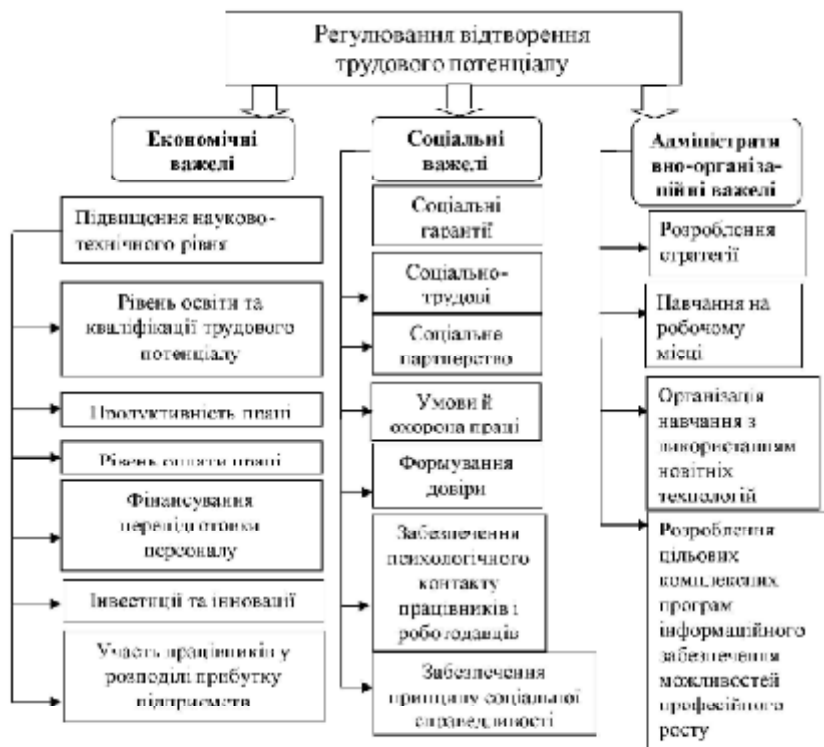 Регулювання відтворення
трудового потенціалу
Економічні
важелі
Підвищення науково-
технічного рівня
Рівень освіти та
кваліфікації трудового
потенціалу
Продуктивність праці
Рівень оплати праці
Фінансування
перепідготовки
персоналу
Інвестиції та інновації
Участь працівників у
розподілі прибутку
підприємств
Соціальні
важелі
Соціальні
гарантії
Соціально-
трудові
Соціальне
партнерство
Умови й
охорона праці
Формування
довіри
Забезпечення
психологічного
контакту
працівників і
роботодавців
Забезпечення
принципу соціальної
справедливості
Адміністрати
вно-організа-
ційні важелі
Розроблення
стратегії
Навчання на
робочому
місці
Організація
навчання з
використанням
новітніх
технологій
Розроблення
цільових
комплексних
програм
інформаційного
забезпечення
можливостей
професійного
росту